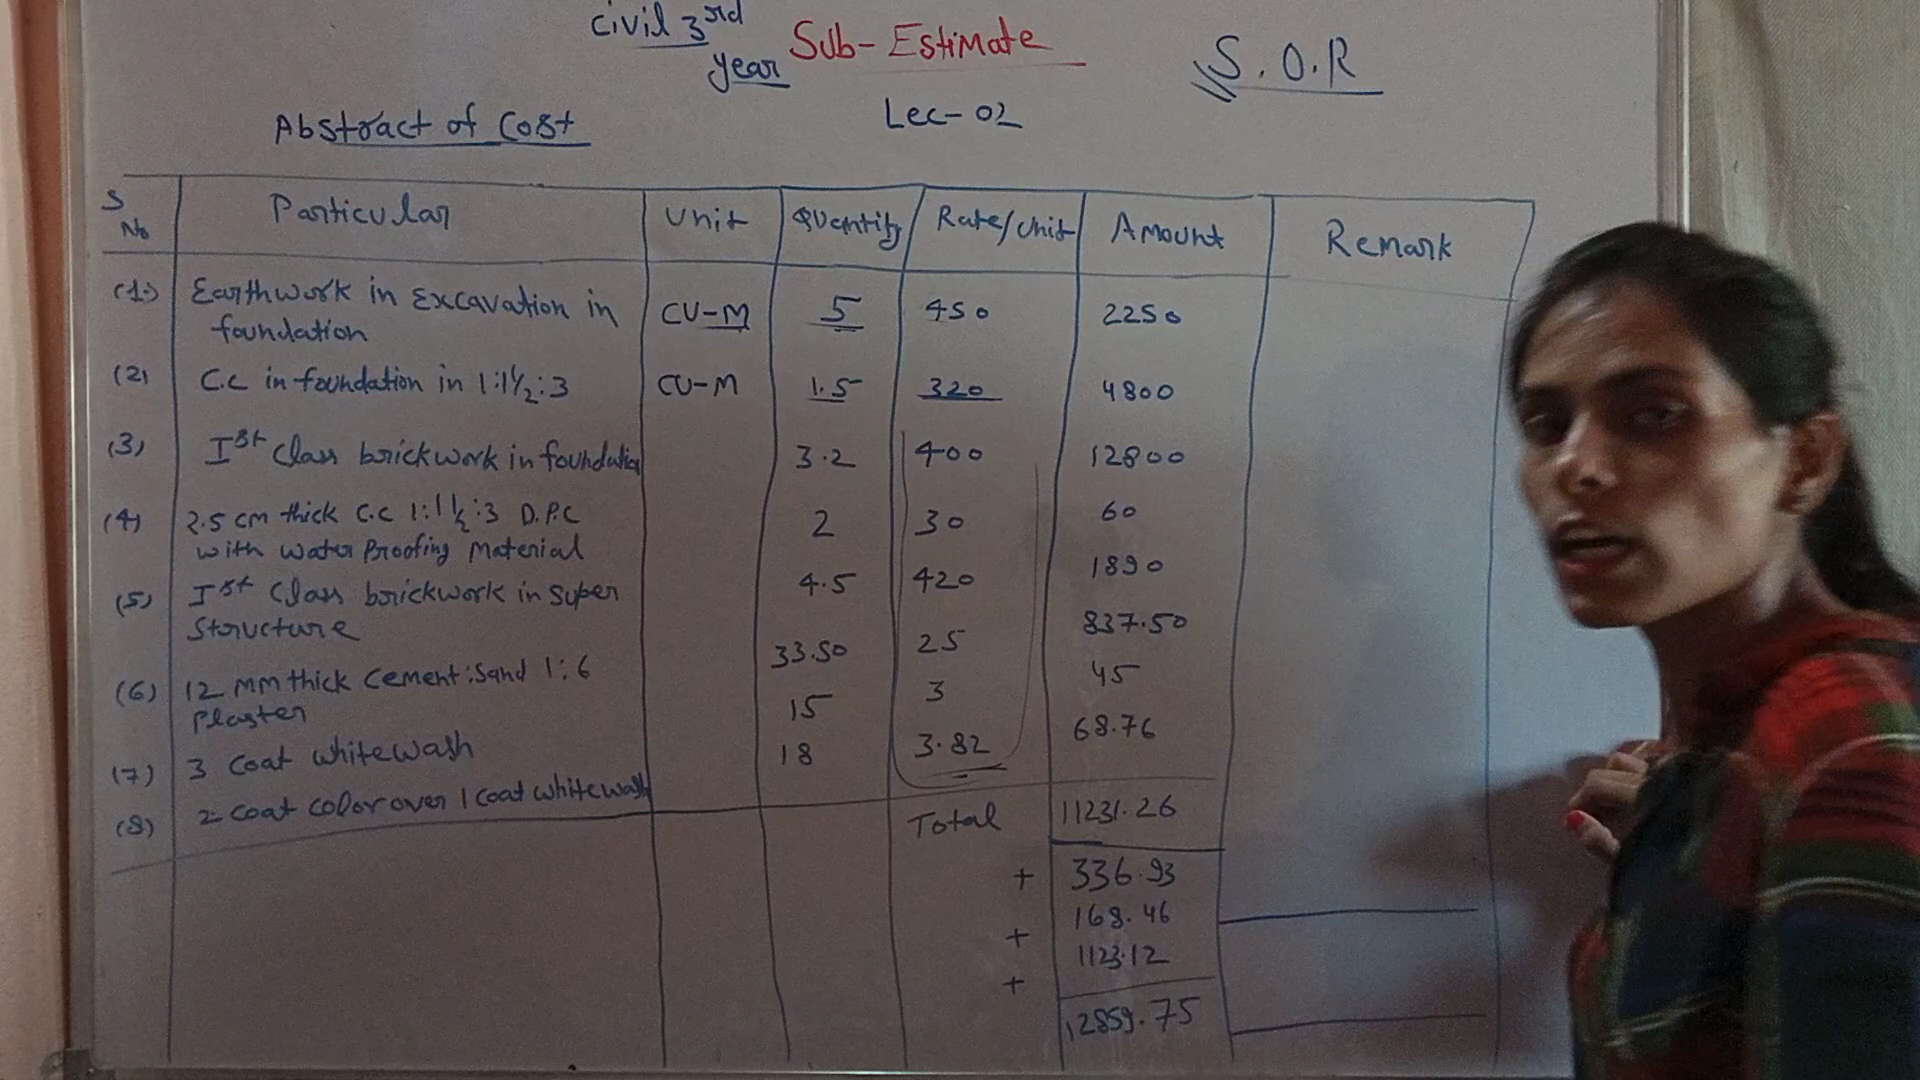 Civil 3rd
year
Sub-Estimate
S.O.R
Lec-02
Abstract of Cost
S No Particular Unit Quantity Rate/Unit Amount Remark
(1) Earthwork in Excavation in CU-M 5 450 2250
foundation
(2) C.C in foundation in 1:1½:3 CU-M 1.5 320 4800
(3) Ist Class brickwork in foundation 3.2 400 12800
(4) 2.5 cm thick C.C 1:1½:3 D.P.C 2 30 60
with water Proofing Material
(5) Ist Class brickwork in super 4.5 420 1890
Structure
(6) 12 MM thick Cement:Sand 1:6 33.50 25 837.50
Plaster
(7) 3 Coat whitewash 15 3 45
(8) 2 coat color over 1 coat whitewash 18 3.82 68.76
Total 11231.26
+ 336.93
+ 168.46
+ 1123.12
12859.75